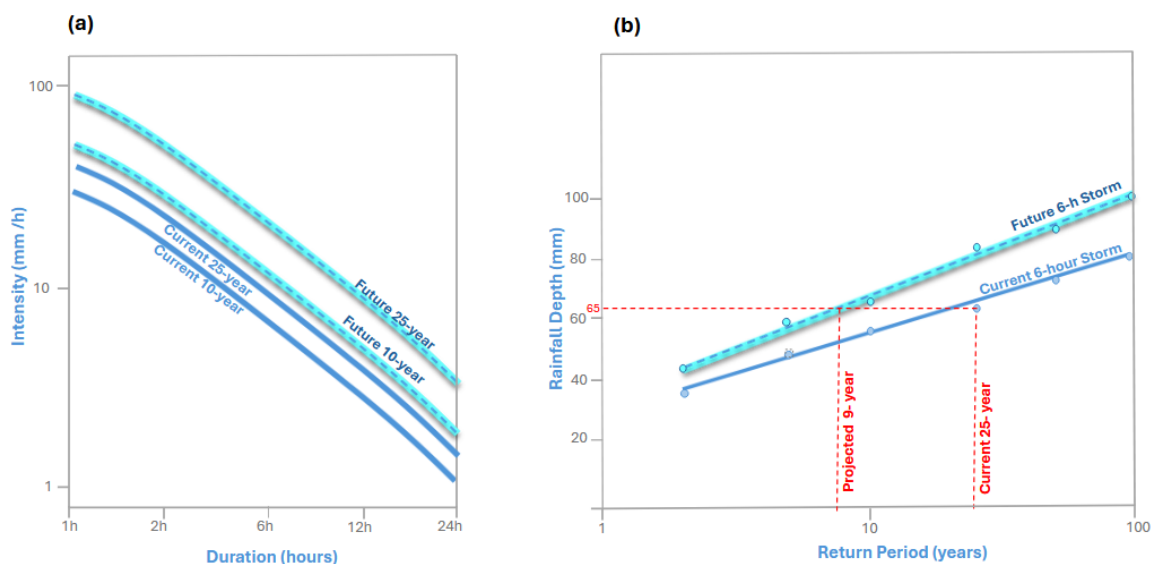 (a)
100
10
1
Intensity (mm /h)
Current 25-year
Current 10-year
Future 25-year
Future 10-year
1h
2h
6h
12h
24h
Duration (hours)
(b)
100
80
65
60
40
20
Rainfall Depth (mm)
Future 6-h Storm
Current 6-hour Storm
Projected 9- year
Current 25- year
1
10
100
Return Period (years)